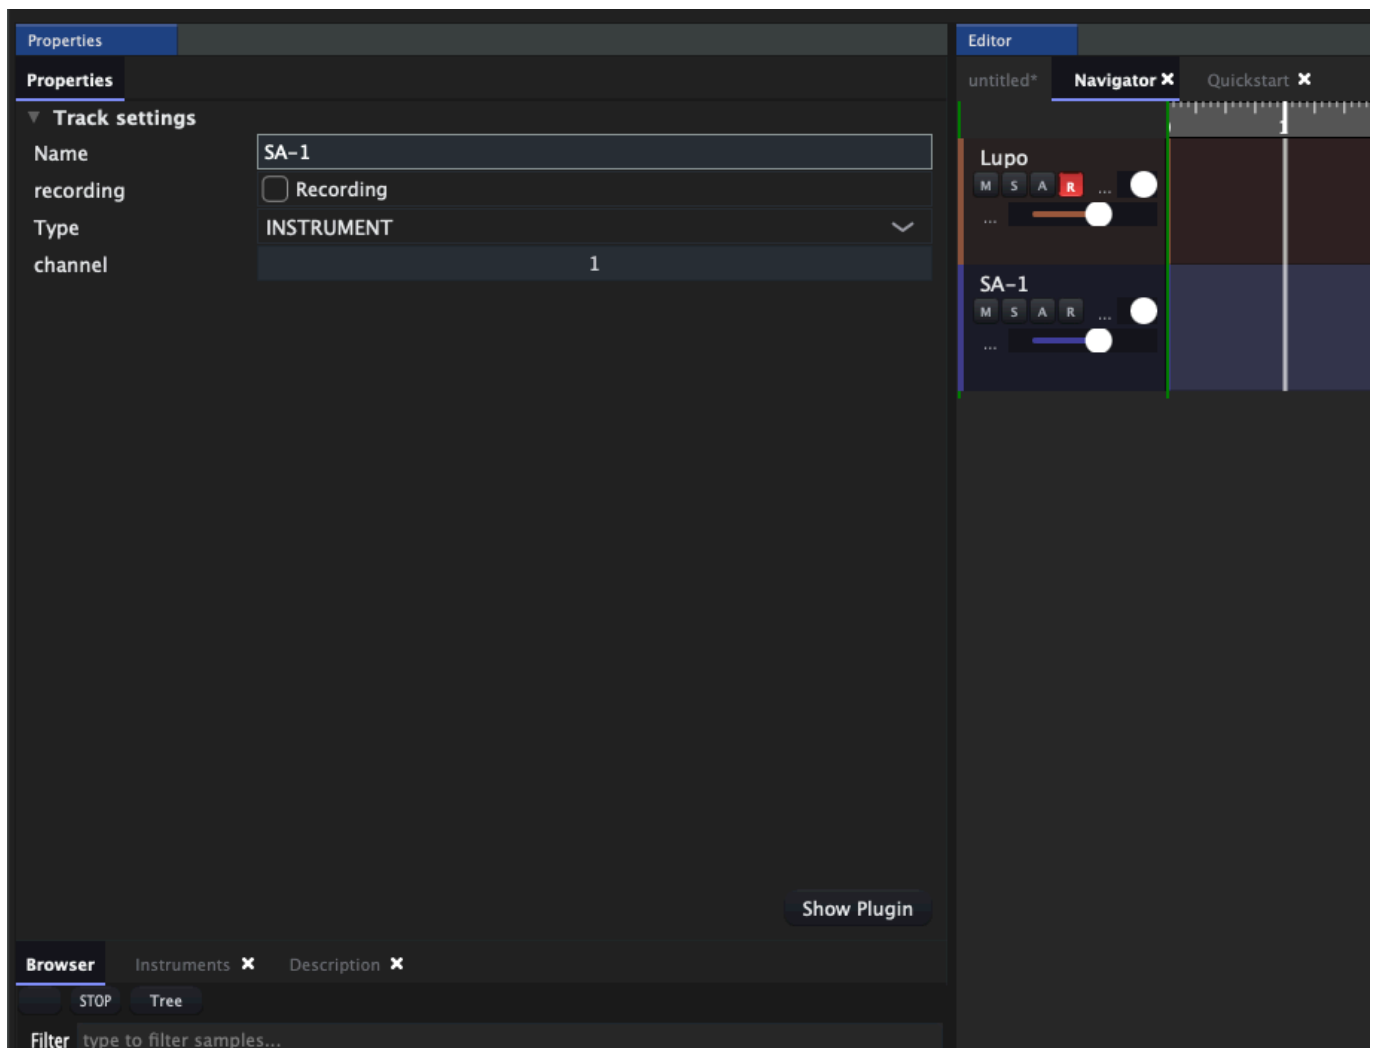 Properties
Properties
Track settings
Name SA-1
recording Recording
Type INSTRUMENT
channel 1
Show Plugin
Browser Instruments Description
STOP Tree
Filter type to filter samples...
Editor
untitled* Navigator Quickstart
1
Lupo
M S A R ...
...
SA-1
M S A R ...
...